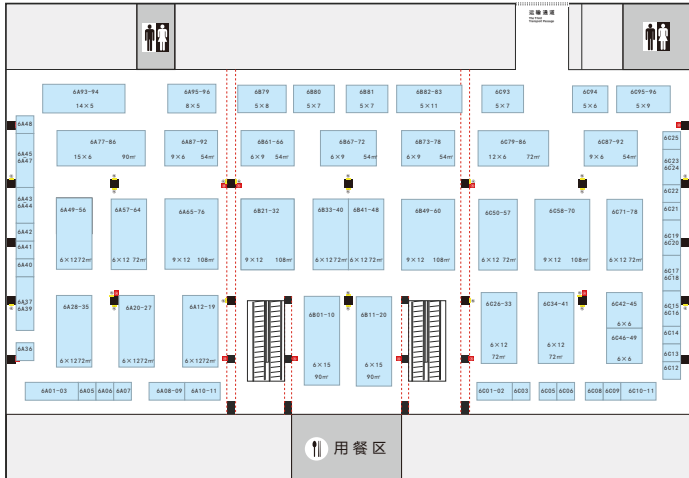 运输通道
The Fitted
Transport Passage
6A93-94
14×5
6A95-96
8×5
6B79
5×8
6B80
5×7
6B81
5×7
6B82-83
5×11
6C93
5×7
6C94
5×6
6C95-96
5×9
6A48
6A77-86
15×6 90㎡
6A87-92
9×6 54㎡
6B61-66
6×9 54㎡
6B67-72
6×9 54㎡
6B73-78
6×9 54㎡
6C79-86
12×6 72㎡
6C87-92
9×6 54㎡
6C25
6A45
6A47
6C23
6C24
6C22
6A43
6A44
6A49-56
6×12 72㎡
6A57-64
6×12 72㎡
6A65-76
9×12 108㎡
6B21-32
9×12 108㎡
6B33-40
6×12 72㎡
6B41-48
6×12 72㎡
6B49-60
9×12 108㎡
6C50-57
6×12 72㎡
6C58-70
9×12 108㎡
6C71-78
6×12 72㎡
6C21
6A42
6A41
6A40
6C19
6C20
6C17
6C18
6A37
6A39
6A28-35
6×12 72㎡
6A20-27
6×12 72㎡
6A12-19
6×12 72㎡
6B01-10
6×15
90㎡
6B11-20
6×15
90㎡
6C26-33
6×12
72㎡
6C34-41
6×12
72㎡
6C42-45
6×6
6C46-49
6×6
6C15
6C16
6C14
6A36
6C13
6C12
6A01-03
6A05
6A06
6A07
6A08-09
6A10-11
6C01-02
6C03
6C05
6C06
6C08
6C09
6C10-11
用餐区